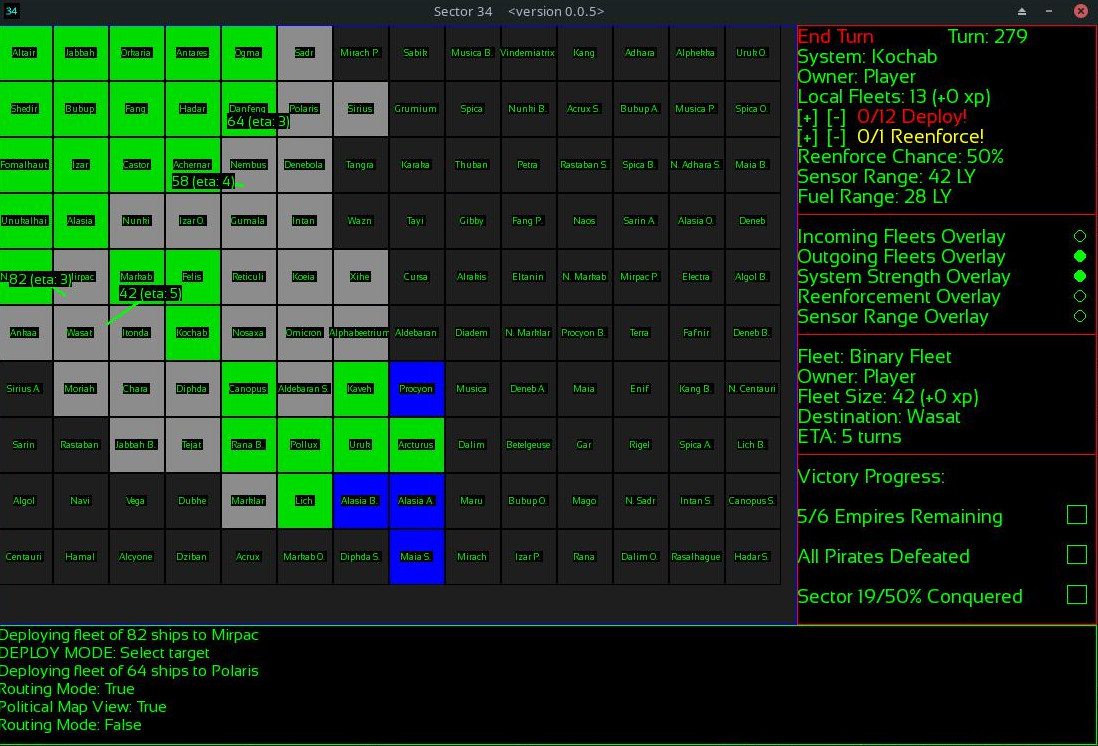 34
Sector 34 <version 0.0.5>
Altair Jabbah Orkaria Antares Ogma Sadr Mirach P. Sabik Musica B. Vindemiatrix Kang Adhara Alphekka Uruk O.
Shedir Bubup Fang Hadar Danfeng Polaris Sirius Grumium Spica Nunki B. Acrux S. Bubup A. Musica P. Spica O.
64 (eta: 3)
Fomalhaut Izar Castor Achernar Nembus Denebola Tangra Karaka Thuban Petra Rastaban S. Spica B. N. Adhara S. Maia B.
58 (eta: 4)
Unukalhai Alasia Nunki Izar O. Gumala Intan Wazn Tayi Gibby Fang P. Naos Sarin A. Alasia O. Deneb
82 (eta: 3) Markab Felis Reticuli Koeia Xihe Cursa Alrakis Eltanin N. Markab Mirpac P. Electra Algol B.
42 (eta: 5)
Ankaa Wasat Itonda Kochab Nosaxa Omicron Alphabeetrium Aldebaran Diadem N. Marklar Procyon B. Terra Fafnir Deneb B.
Sirius A. Moriah Chara Diphda Canopus Aldebaran S. Kaveh Procyon Musica Deneb A. Maia Enif Kang B. N. Centauri
Sarin Rastaban Jabbah B. Tejat Rana B. Pollux Uruk Arcturus Dalim Betelgeuse Gar Rigel Spica A. Lich B.
Algol Navi Vega Dubhe Marklar Lich Alasia B. Alasia A. Maru Bubup O. Mago N. Sadr Intan S. Canopus S.
Centauri Hamal Alcyone Dziban Acrux Markab O. Diphda S. Maia S. Mirach Izar P. Rana Dalim O. Rasalhague Hadar S.
End Turn Turn: 279
System: Kochab
Owner: Player
Local Fleets: 13 (+0 xp)
[+] [-] 0/12 Deploy!
[+] [-] 0/1 Reenforce!
Reenforce Chance: 50%
Sensor Range: 42 LY
Fuel Range: 28 LY
Incoming Fleets Overlay
Outgoing Fleets Overlay
System Strength Overlay
Reenforcement Overlay
Sensor Range Overlay
Fleet: Binary Fleet
Owner: Player
Fleet Size: 42 (+0 xp)
Destination: Wasat
ETA: 5 turns
Victory Progress:
5/6 Empires Remaining
All Pirates Defeated
Sector 19/50% Conquered
Deploying fleet of 82 ships to Mirpac
DEPLOY MODE: Select target
Deploying fleet of 64 ships to Polaris
Routing Mode: True
Political Map View: True
Routing Mode: False